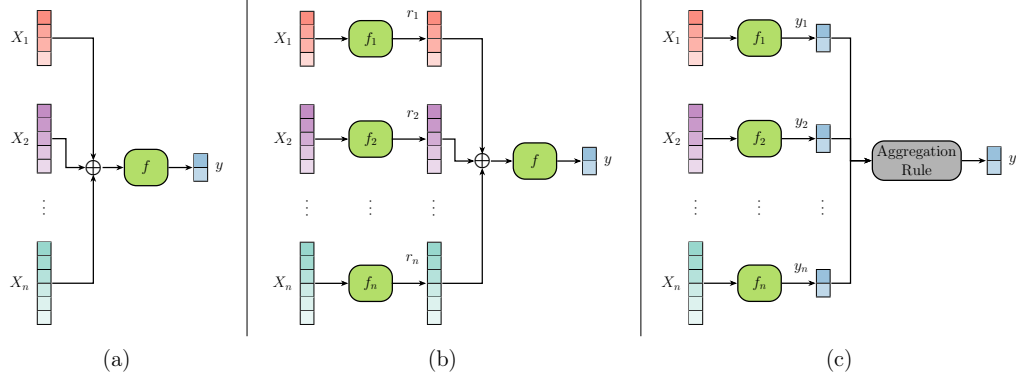 X₁
X₂
⋮
Xₙ
f
y
(a)
X₁
f₁
r₁
X₂
f₂
r₂
⋮
⋮
⋮
Xₙ
fₙ
rₙ
f
y
(b)
X₁
f₁
y₁
X₂
f₂
y₂
⋮
⋮
⋮
Xₙ
fₙ
yₙ
Aggregation
Rule
y
(c)